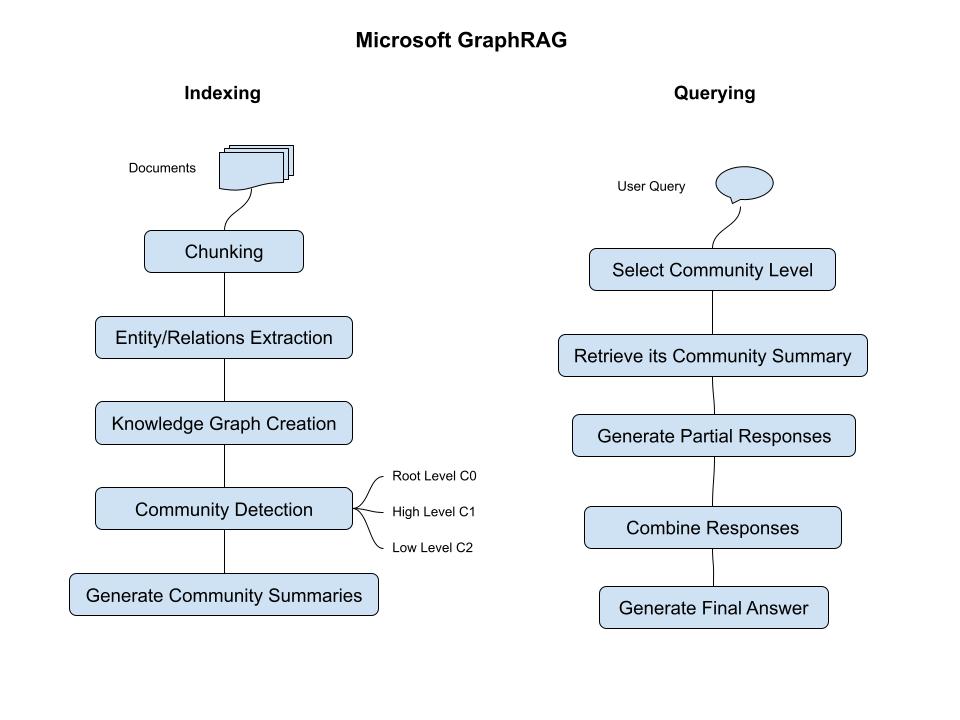 Microsoft GraphRAG
Indexing
Documents
Chunking
Entity/Relations Extraction
Knowledge Graph Creation
Community Detection
Root Level C0
High Level C1
Low Level C2
Generate Community Summaries
Querying
User Query
Select Community Level
Retrieve its Community Summary
Generate Partial Responses
Combine Responses
Generate Final Answer